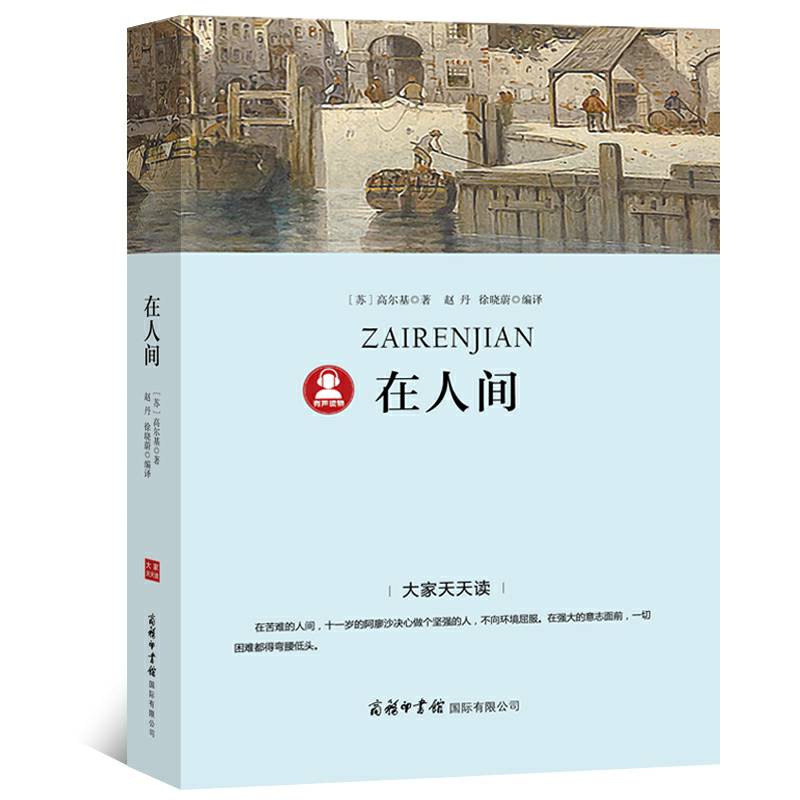 [苏]高尔基◎著 赵丹 徐晓蔚◎编译
ZAIRENJIAN
在人间
有声读物
大家天天读
在苦难的人间，十一岁的阿廖沙决心做个坚强的人，不向环境屈服。在强大的意志面前，一切
困难都得弯腰低头。
商务印书馆国际有限公司
在人间
[苏]高尔基◎著
赵丹 徐晓蔚◎编译
大家
天天读
商务印书馆国际有限公司